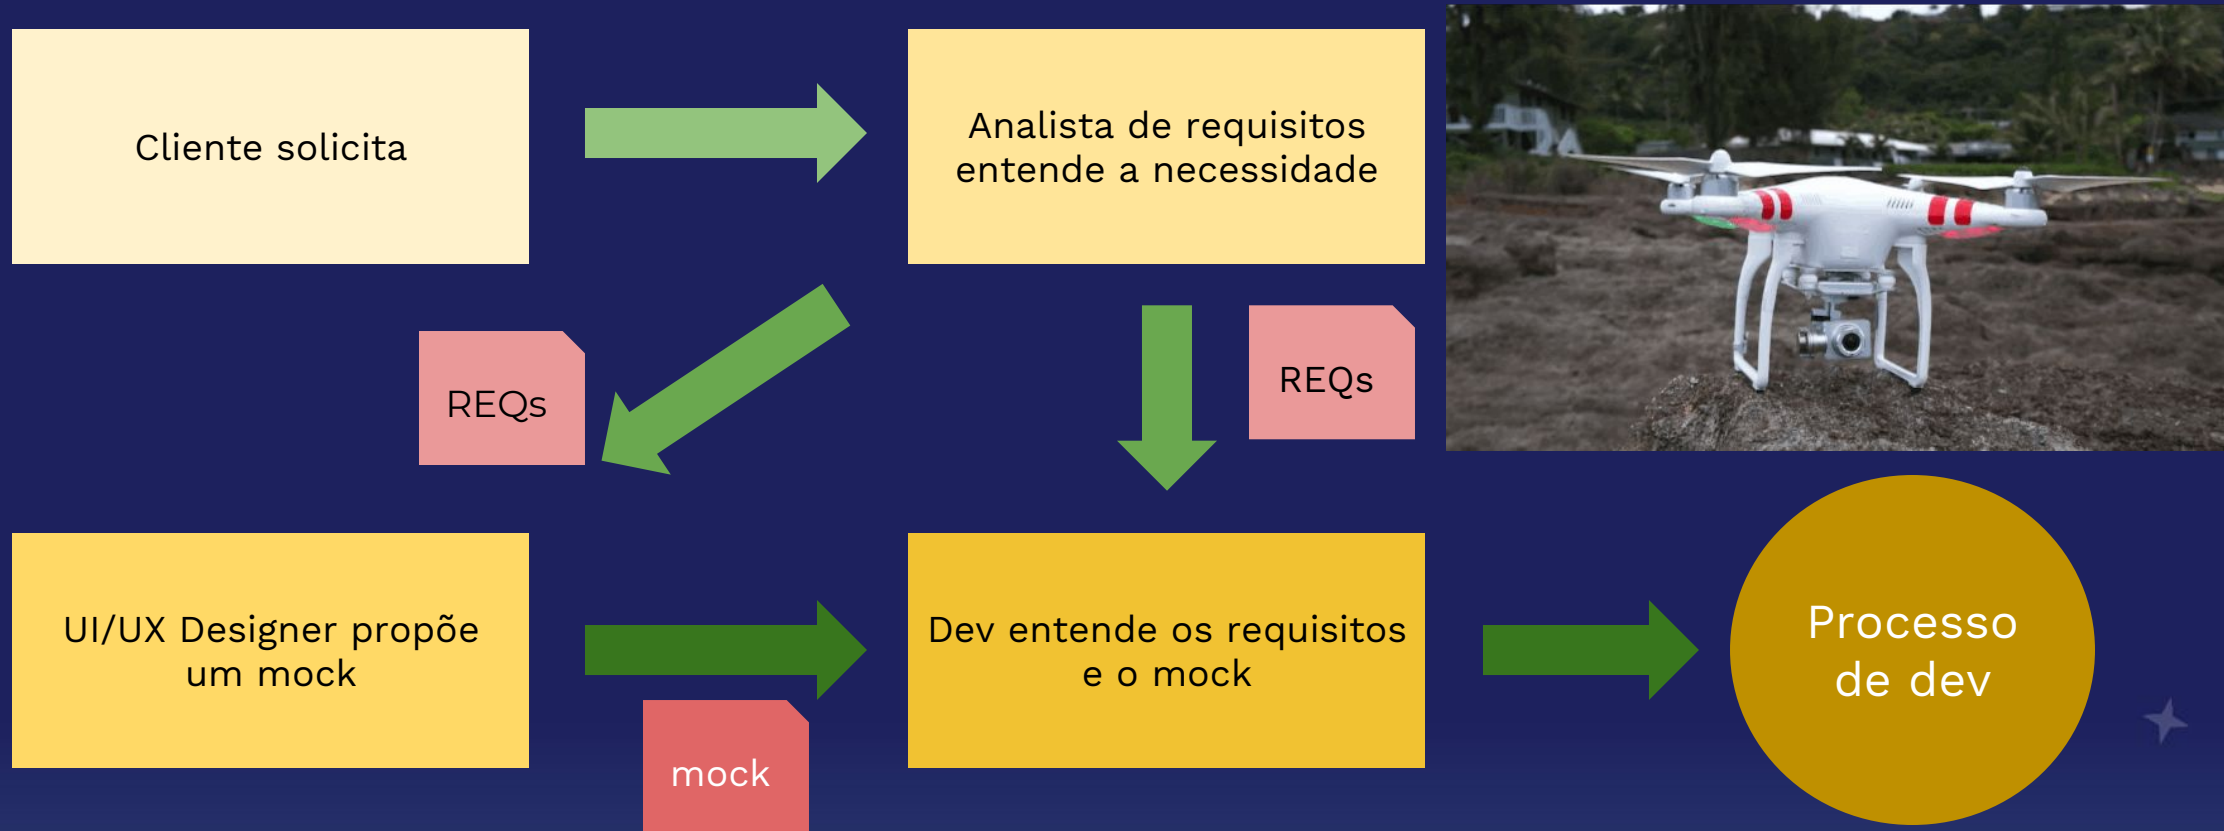 Cliente solicita
Analista de requisitos
entende a necessidade
REQs
REQs
UI/UX Designer propõe
um mock
mock
Dev entende os requisitos
e o mock
Processo
de dev